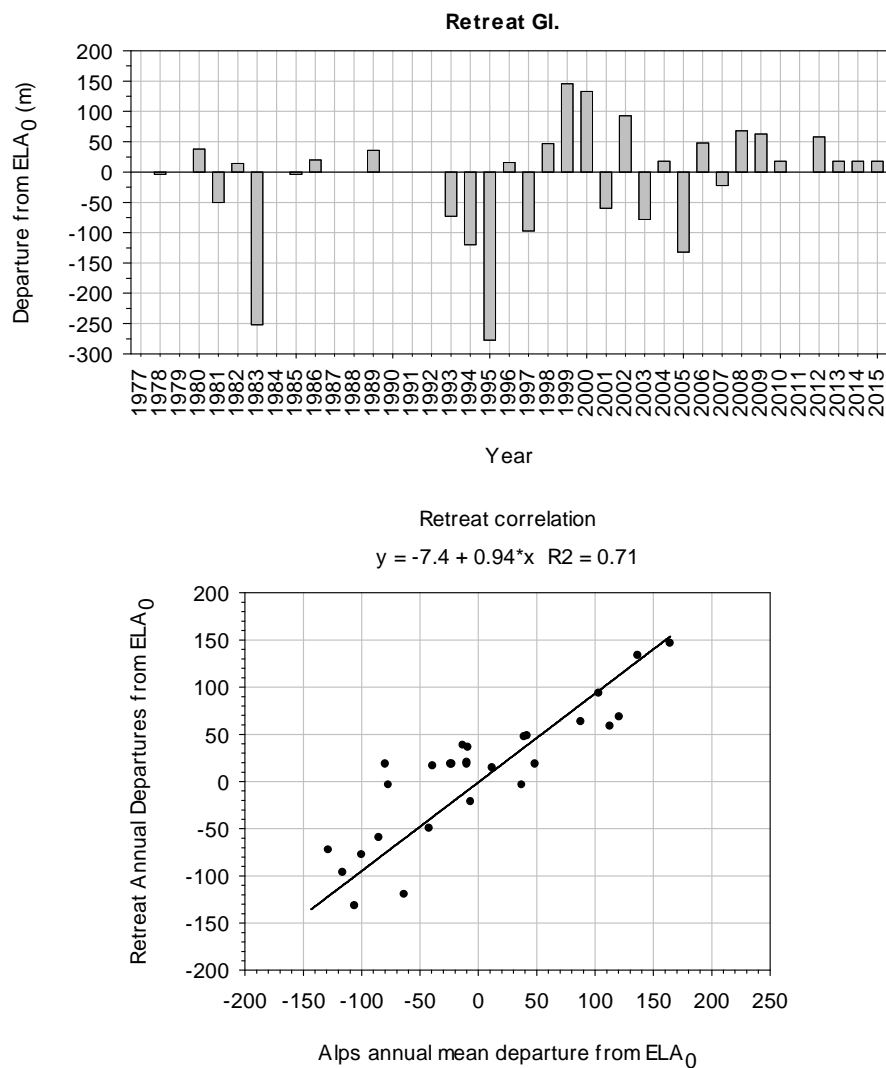 Retreat Gl.
200
150
100
50
0
-50
-100
-150
-200
-250
-300
Departure from ELA0 (m)
1977 1978 1979 1980 1981 1982 1983 1984 1985 1986 1987 1988 1989 1990 1991 1992 1993 1994 1995 1996 1997 1998 1999 2000 2001 2002 2003 2004 2005 2006 2007 2008 2009 2010 2011 2012 2013 2014 2015
Year
Retreat correlation
y = -7.4 + 0.94*x R2 = 0.71
200
150
100
50
0
-50
-100
-150
-200
Retreat Annual Departures from ELA0
-200 -150 -100 -50 0 50 100 150 200 250
Alps annual mean departure from ELA0